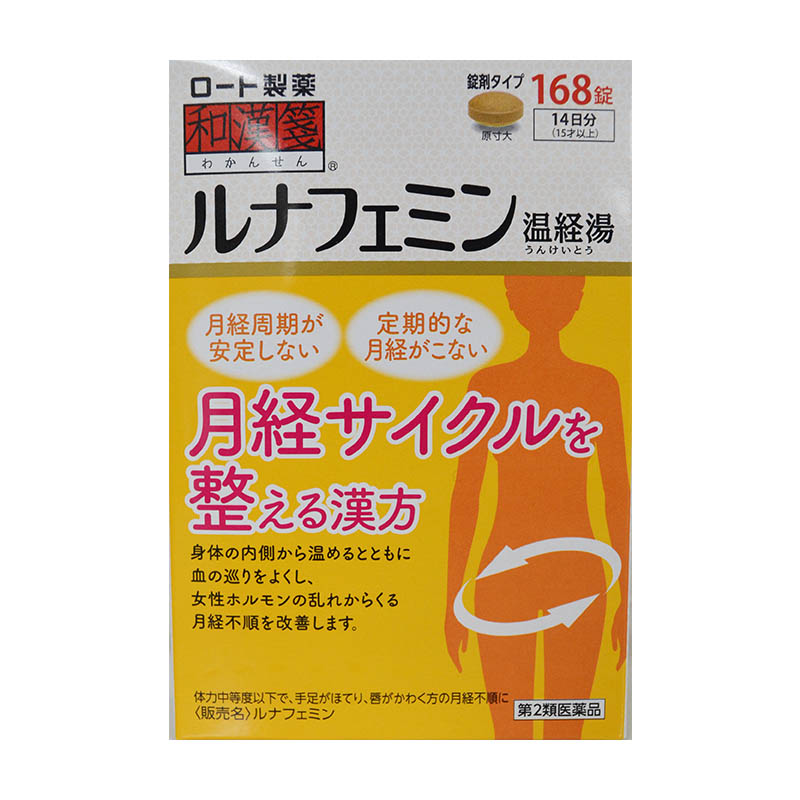 ロート製薬
和漢箋
わかんせん
®
錠剤タイプ
原寸大
168錠
14日分
(15才以上)
ルナフェミン 温経湯
うんけいとう
月経周期が
安定しない
定期的な
月経がこない
月経サイクルを
整える漢方
身体の内側から温めるとともに
血の巡りをよくし、
女性ホルモンの乱れからくる
月経不順を改善します。
体力中等度以下で、手足がほてり、唇がかわく方の月経不順に
〈販売名〉ルナフェミン
第2類医薬品